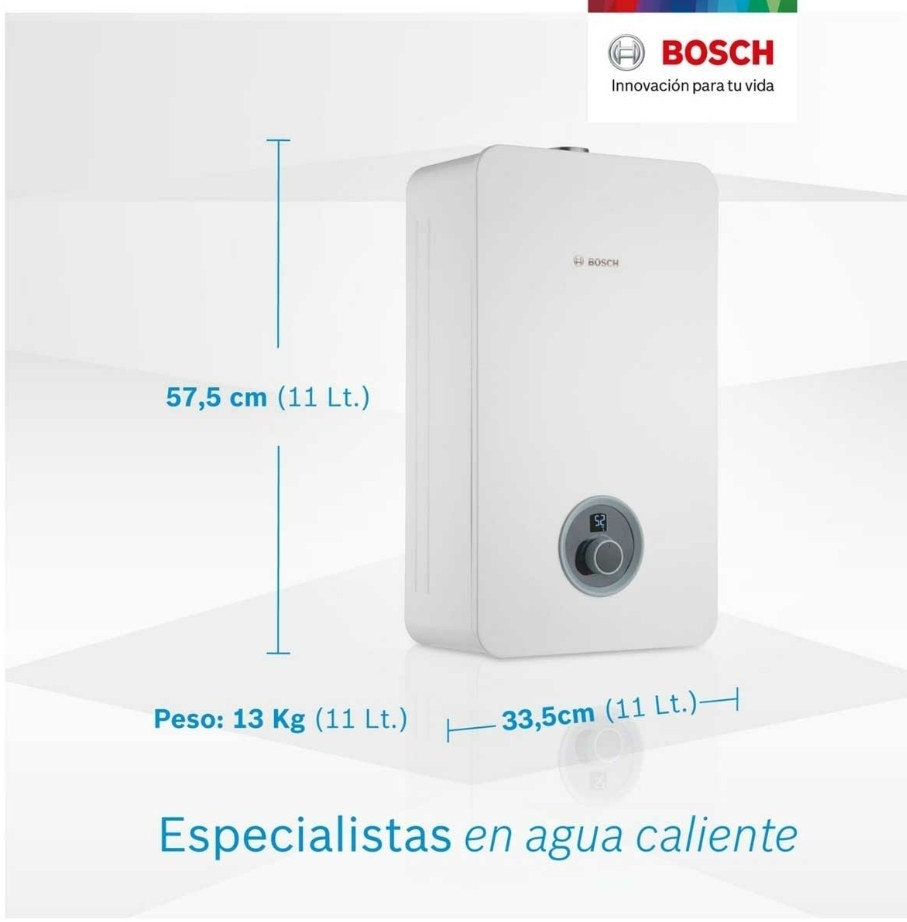 BOSCH
Innovación para tu vida
BOSCH
52
57,5 cm (11 Lt.)
Peso: 13 Kg (11 Lt.)
33,5cm (11 Lt.)
Especialistas en agua caliente